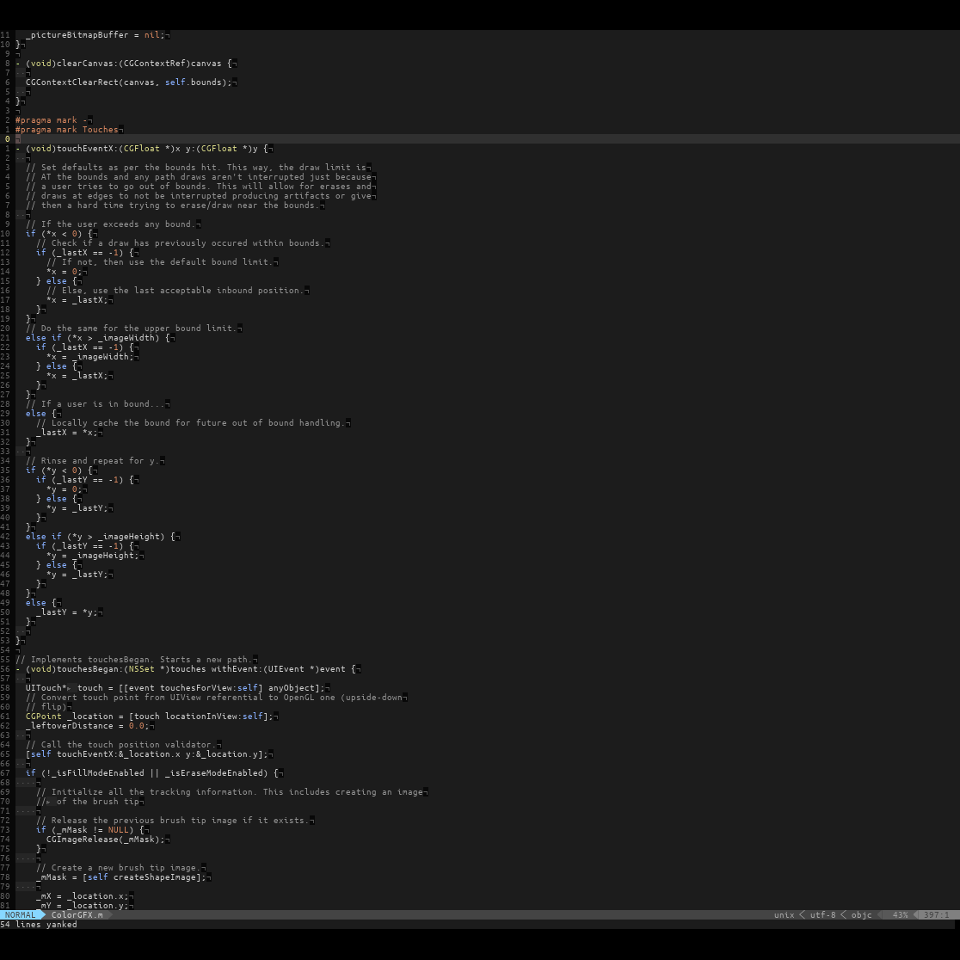 11   _pictureBitmapBuffer = nil;¬
10 }¬
9 ¬
8 - (void)clearCanvas:(CGContextRef)canvas {¬
7 ··¬
6   CGContextClearRect(canvas, self.bounds);¬
5 ··¬
4 }¬
3 ¬
2 #pragma mark -¬
1 #pragma mark Touches¬
0 ¬
1 - (void)touchEventX:(CGFloat *)x y:(CGFloat *)y {¬
2 ··¬
3   // Set defaults as per the bounds hit. This way, the draw limit is¬
4   // AT the bounds and any path draws aren't interrupted just because¬
5   // a user tries to go out of bounds. This will allow for erases and¬
6   // draws at edges to not be interrupted producing artifacts or give¬
7   // them a hard time trying to erase/draw near the bounds.¬
8 ··¬
9   // If the user exceeds any bound.¬
10   if (*x < 0) {¬
11     // Check if a draw has previously occured within bounds.¬
12     if (_lastX == -1) {¬
13       // If not, then use the default bound limit.¬
14       *x = 0;¬
15     } else {¬
16       // Else, use the last acceptable inbound position.¬
17       *x = _lastX;¬
18     }¬
19   }¬
20   // Do the same for the upper bound limit.¬
21   else if (*x > _imageWidth) {¬
22     if (_lastX == -1) {¬
23       *x = _imageWidth;¬
24     } else {¬
25       *x = _lastX;¬
26     }¬
27   }¬
28   // If a user is in bound...¬
29   else {¬
30     // Locally cache the bound for future out of bound handling.¬
31     _lastX = *x;¬
32   }¬
33 ··¬
34   // Rinse and repeat for y.¬
35   if (*y < 0) {¬
36     if (_lastY == -1) {¬
37       *y = 0;¬
38     } else {¬
39       *y = _lastY;¬
40     }¬
41   }¬
42   else if (*y > _imageHeight) {¬
43     if (_lastY == -1) {¬
44       *y = _imageHeight;¬
45     } else {¬
46       *y = _lastY;¬
47     }¬
48   }¬
49   else {¬
50     _lastY = *y;¬
51   }¬
52 ··¬
53 }¬
54 ¬
55 // Implements touchesBegan. Starts a new path.¬
56 - (void)touchesBegan:(NSSet *)touches withEvent:(UIEvent *)event {¬
57 ··¬
58   UITouch*▸ touch = [[event touchesForView:self] anyObject];¬
59   // Convert touch point from UIView referential to OpenGL one (upside-down¬
60   // flip)¬
61   CGPoint _location = [touch locationInView:self];¬
62   _leftoverDistance = 0.0;¬
63 ··¬
64   // Call the touch position validator.¬
65   [self touchEventX:&_location.x y:&_location.y];¬
66 ··¬
67   if (!_isFillModeEnabled || _isEraseModeEnabled) {¬
68 ····¬
69     // Initialize all the tracking information. This includes creating an image¬
70     //▸ of the brush tip¬
71 ····¬
72     // Release the previous brush tip image if it exists.¬
73     if (_mMask != NULL) {¬
74       CGImageRelease(_mMask);¬
75     }¬
76 ····¬
77     // Create a new brush tip image.¬
78     _mMask = [self createShapeImage];¬
79 ····¬
80     _mX = _location.x;¬
81     _mY = _location.y;¬
NORMAL ColorGFX.m unix < utf-8 < objc 43% 397:1
54 lines yanked